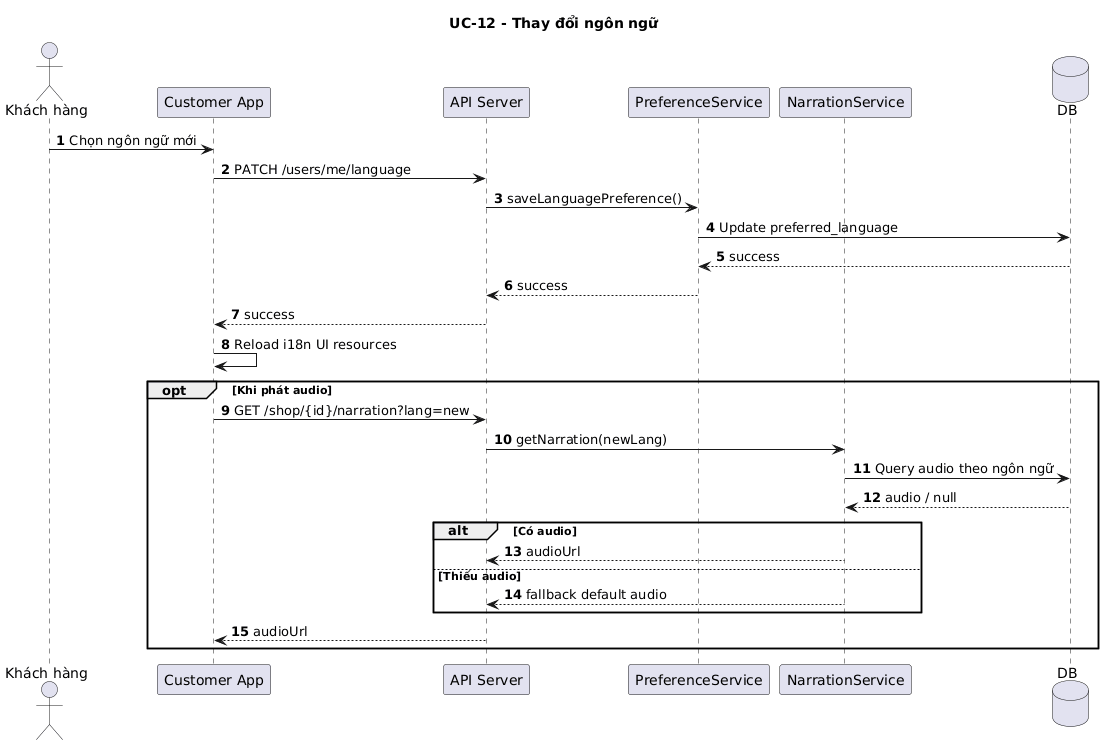 UC-12 - Thay đổi ngôn ngữ
Khách hàng
Customer App
API Server
PreferenceService
NarrationService
DB
1 Chọn ngôn ngữ mới
2 PATCH /users/me/language
3 saveLanguagePreference()
4 Update preferred_language
5 success
6 success
7 success
8 Reload i18n UI resources
opt [Khi phát audio]
9 GET /shop/{id}/narration?lang=new
10 getNarration(newLang)
11 Query audio theo ngôn ngữ
12 audio / null
alt [Có audio]
13 audioUrl
[Thiếu audio]
14 fallback default audio
15 audioUrl
Khách hàng
Customer App
API Server
PreferenceService
NarrationService
DB